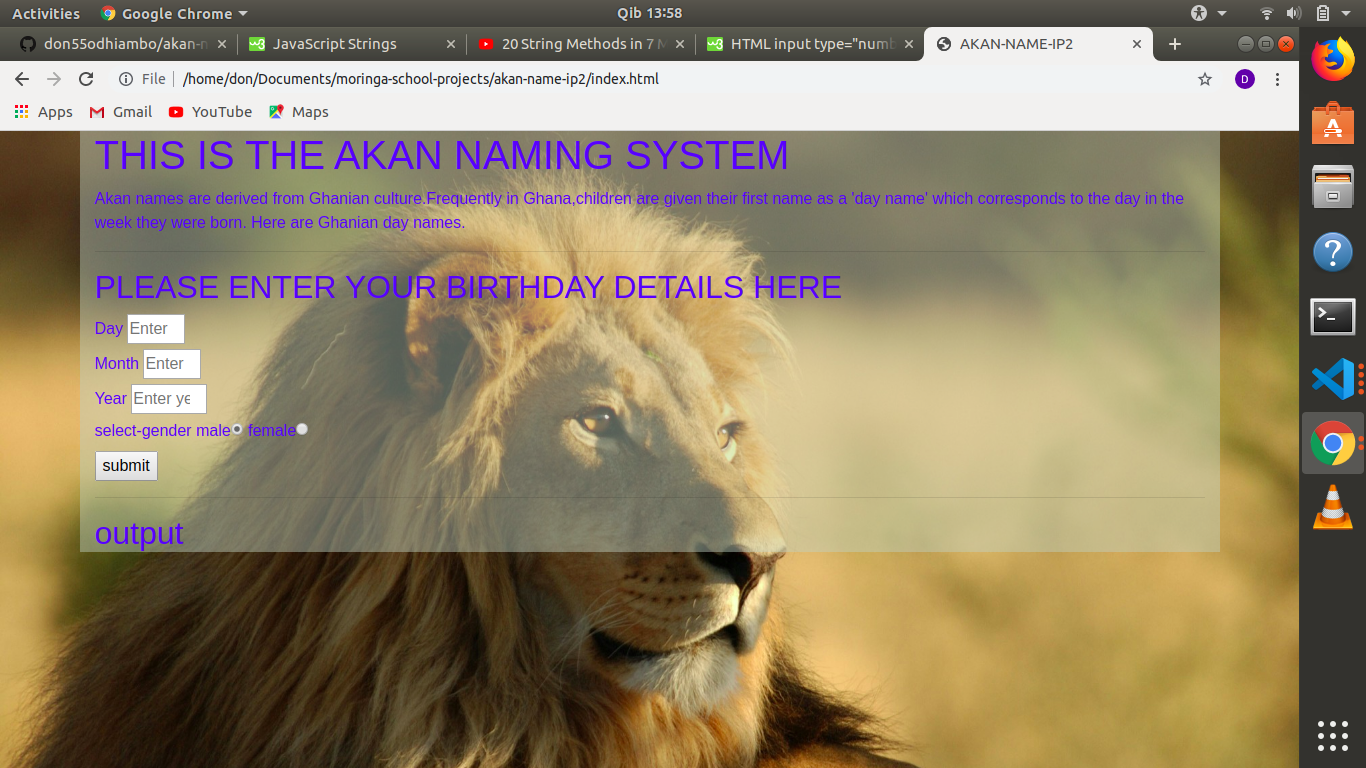 Activities Google Chrome Qib 13:58
don55odhiambo/akan-n JavaScript Strings 20 String Methods in 7 M HTML input type="numb AKAN-NAME-IP2
File /home/don/Documents/moringa-school-projects/akan-name-ip2/index.html D
Apps Gmail YouTube Maps
THIS IS THE AKAN NAMING SYSTEM
Akan names are derived from Ghanian culture.Frequently in Ghana,children are given their first name as a 'day name' which corresponds to the day in the
week they were born. Here are Ghanian day names.
PLEASE ENTER YOUR BIRTHDAY DETAILS HERE
Day Enter
Month Enter
Year Enter ye
select-gender male female
submit
output